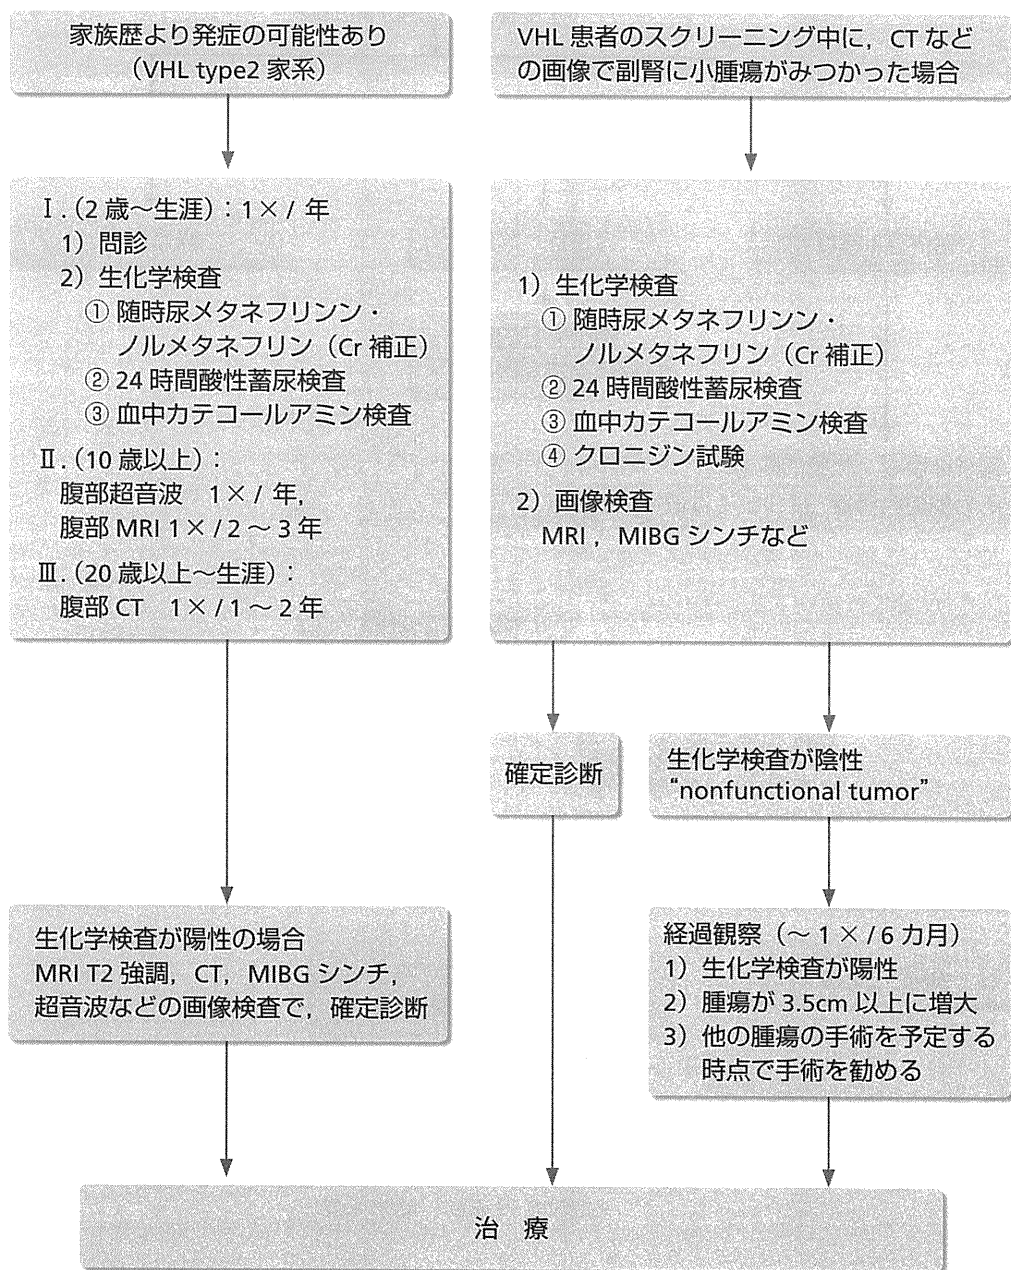 家族歴より発症の可能性あり
（VHL type2 家系）
VHL 患者のスクリーニング中に，CT など
の画像で副腎に小腫瘍がみつかった場合
Ⅰ.（2 歳～生涯）：1×/ 年
1）問診
2）生化学検査
① 随時尿メタネフリンン・
ノルメタネフリン（Cr 補正）
② 24 時間酸性蓄尿検査
③ 血中カテコールアミン検査
Ⅱ.（10 歳以上）：
腹部超音波　1×/ 年，
腹部 MRI 1×/ 2 ～ 3 年
Ⅲ.（20 歳以上～生涯）：
腹部 CT　1×/ 1 ～ 2 年
1）生化学検査
① 随時尿メタネフリンン・
ノルメタネフリン（Cr 補正）
② 24 時間酸性蓄尿検査
③ 血中カテコールアミン検査
④ クロニジン試験
2）画像検査
MRI ，MIBG シンチなど
確定診断
生化学検査が陰性
“nonfunctional tumor”
生化学検査が陽性の場合
MRI T2 強調，CT，MIBG シンチ，
超音波などの画像検査で，確定診断
経過観察（～ 1 ×/ 6 カ月）
1）生化学検査が陽性
2）腫瘍が 3.5cm 以上に増大
3）他の腫瘍の手術を予定する
時点で手術を勧める
治　療